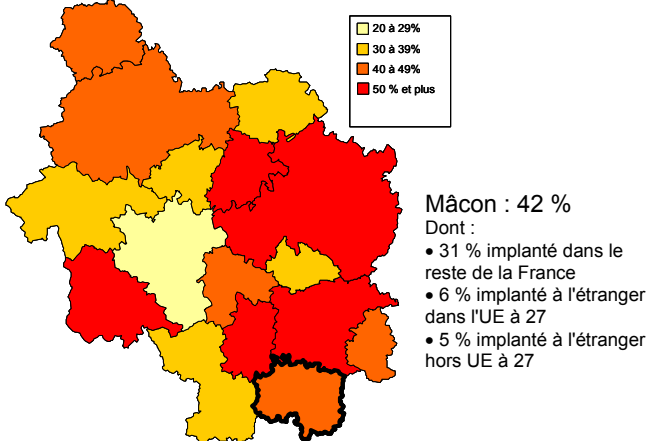 20 à 29%
30 à 39%
40 à 49%
50 % et plus
Mâcon : 42 %
Dont :
• 31 % implanté dans le
reste de la France
• 6 % implanté à l'étranger
dans l'UE à 27
• 5 % implanté à l'étranger
hors UE à 27